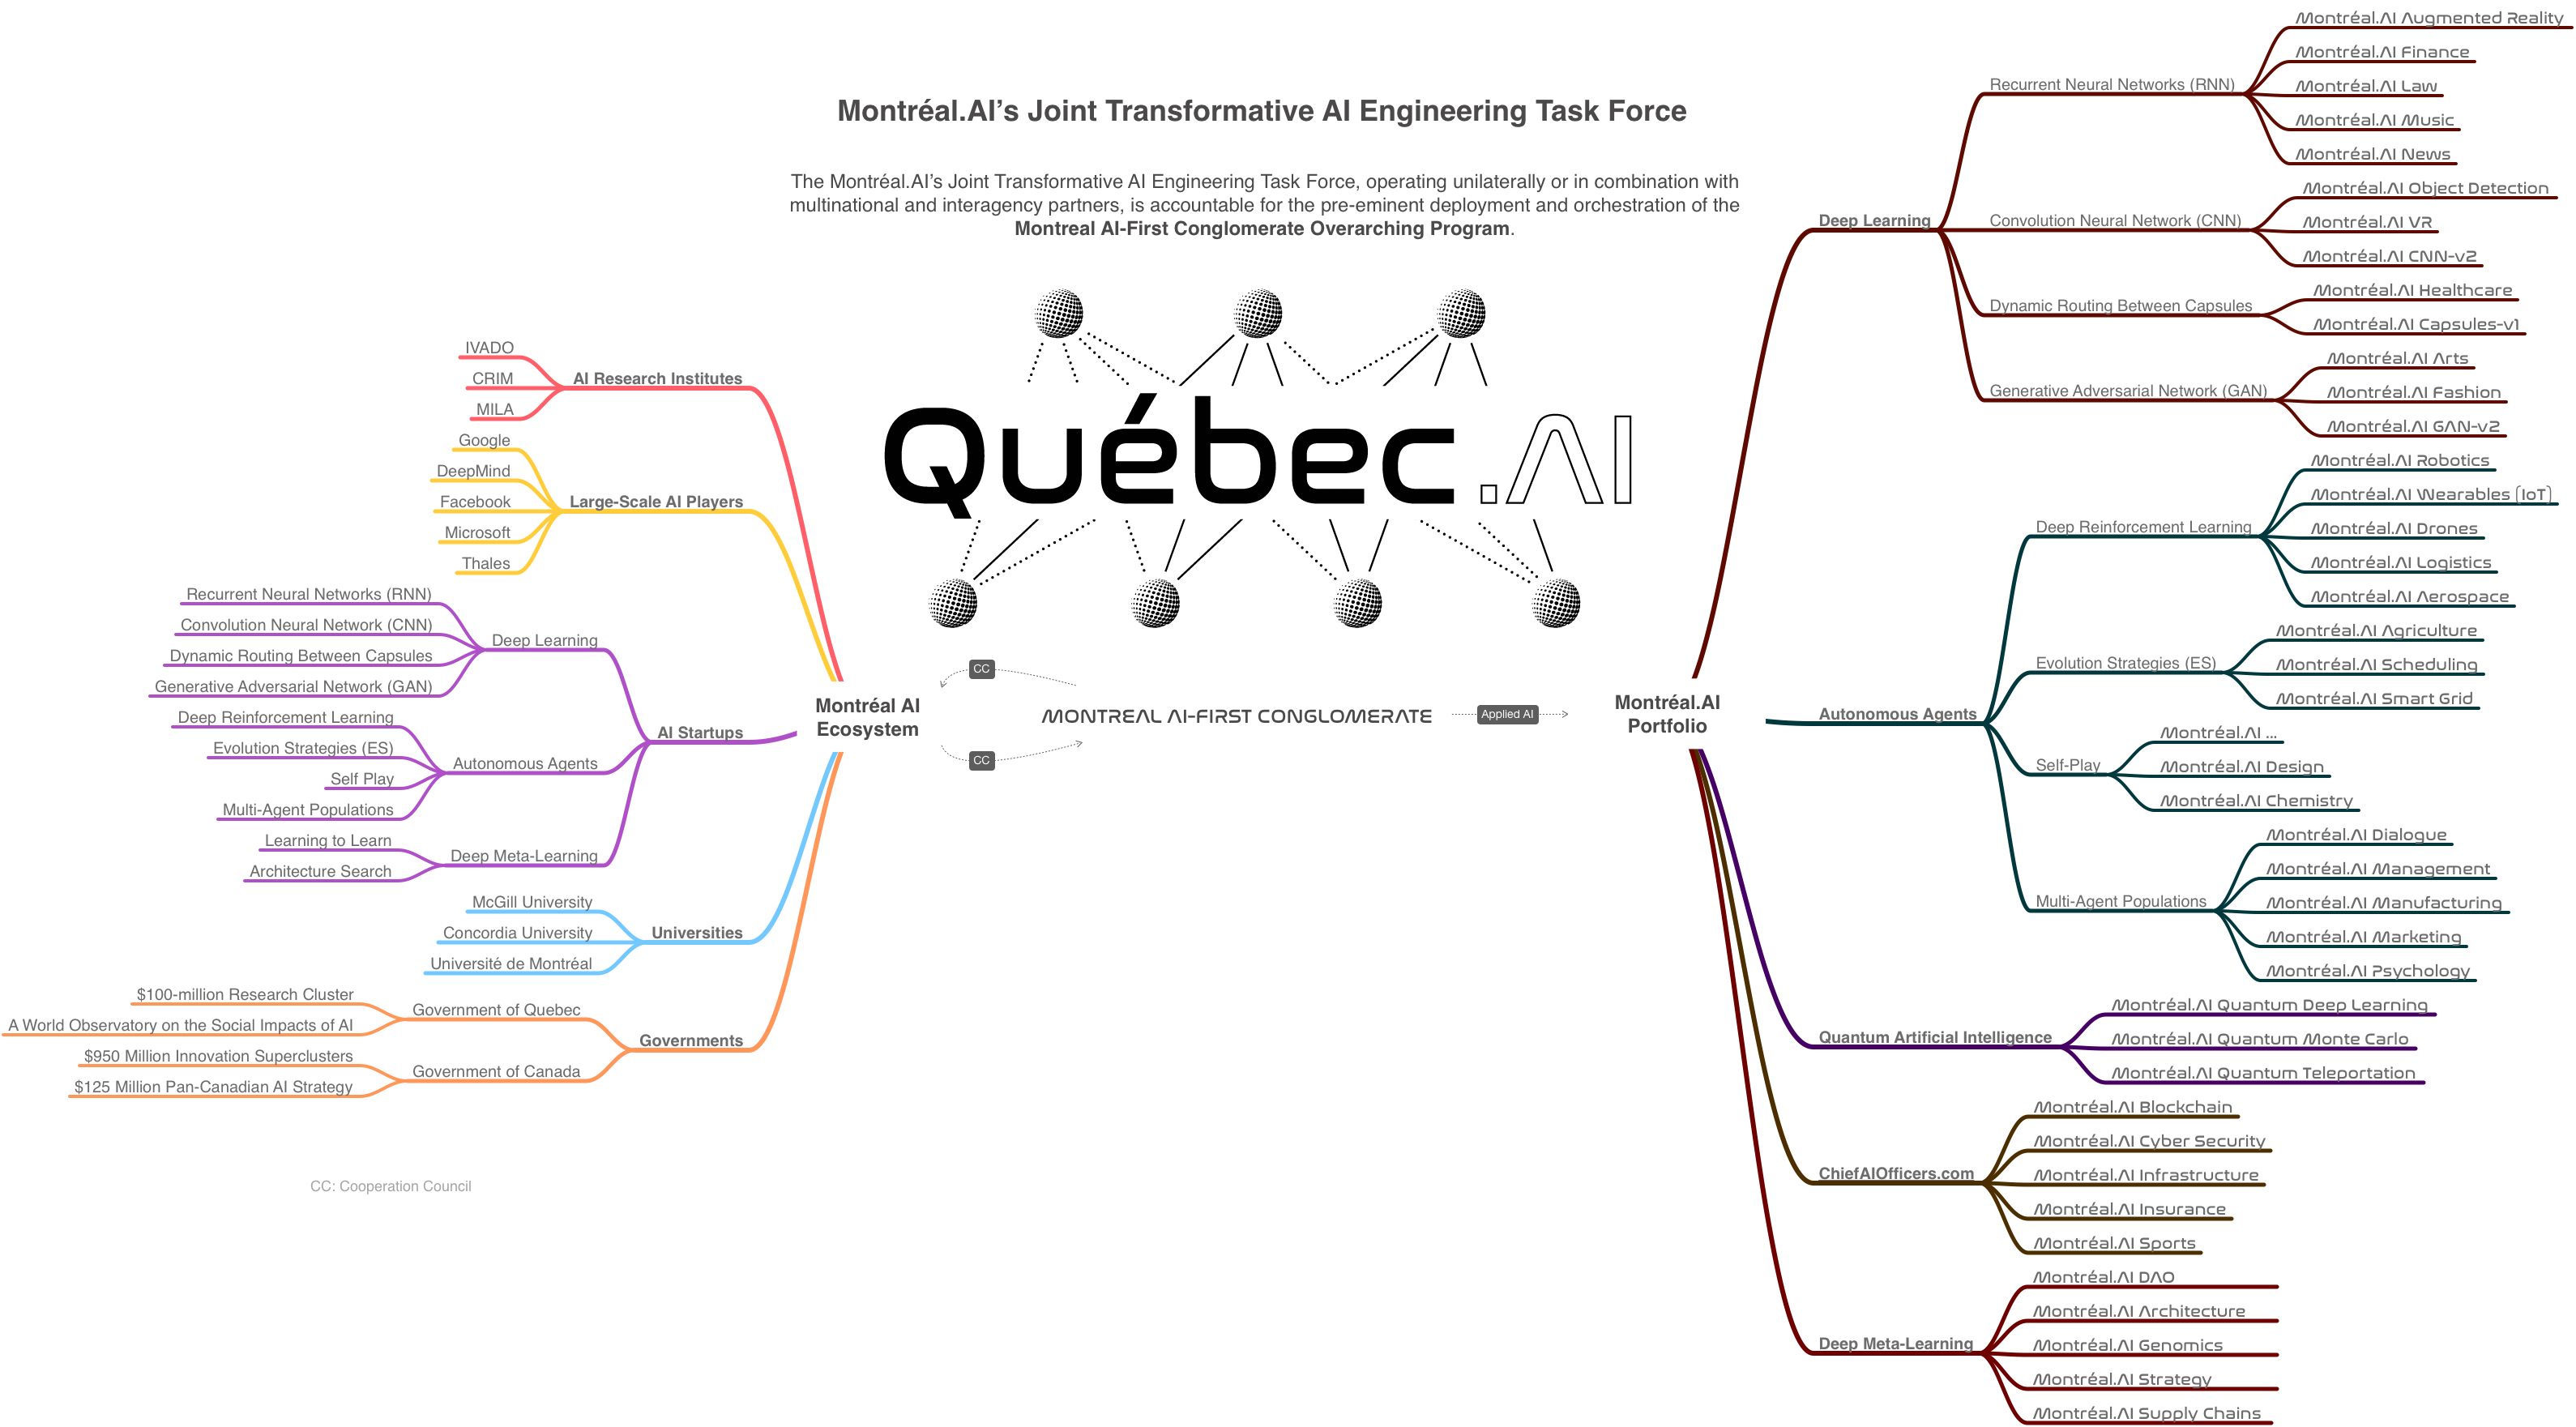 Montréal.AI’s Joint Transformative AI Engineering Task Force
The Montréal.AI’s Joint Transformative AI Engineering Task Force, operating unilaterally or in combination with
multinational and interagency partners, is accountable for the pre-eminent deployment and orchestration of the
Montreal AI-First Conglomerate Overarching Program.
Québec.AI
Montréal AI
Ecosystem
CC
MONTREAL AI-FIRST CONGLOMERATE
CC
Applied AI
Montréal.AI
Portfolio
AI Research Institutes
IVADO
CRIM
MILA
Large-Scale AI Players
Google
DeepMind
Facebook
Microsoft
Thales
AI Startups
Deep Learning
Recurrent Neural Networks (RNN)
Convolution Neural Network (CNN)
Dynamic Routing Between Capsules
Generative Adversarial Network (GAN)
Autonomous Agents
Deep Reinforcement Learning
Evolution Strategies (ES)
Self Play
Multi-Agent Populations
Deep Meta-Learning
Learning to Learn
Architecture Search
Universities
McGill University
Concordia University
Université de Montréal
Governments
Government of Quebec
$100-million Research Cluster
A World Observatory on the Social Impacts of AI
Government of Canada
$950 Million Innovation Superclusters
$125 Million Pan-Canadian AI Strategy
CC: Cooperation Council
Deep Learning
Recurrent Neural Networks (RNN)
Montréal.AI Augmented Reality
Montréal.AI Finance
Montréal.AI Law
Montréal.AI Music
Montréal.AI News
Convolution Neural Network (CNN)
Montréal.AI Object Detection
Montréal.AI VR
Montréal.AI CNN-v2
Dynamic Routing Between Capsules
Montréal.AI Healthcare
Montréal.AI Capsules-v1
Generative Adversarial Network (GAN)
Montréal.AI Arts
Montréal.AI Fashion
Montréal.AI GAN-v2
Autonomous Agents
Deep Reinforcement Learning
Montréal.AI Robotics
Montréal.AI Wearables (IoT)
Montréal.AI Drones
Montréal.AI Logistics
Montréal.AI Aerospace
Evolution Strategies (ES)
Montréal.AI Agriculture
Montréal.AI Scheduling
Montréal.AI Smart Grid
Self-Play
Montréal.AI ...
Montréal.AI Design
Montréal.AI Chemistry
Multi-Agent Populations
Montréal.AI Dialogue
Montréal.AI Management
Montréal.AI Manufacturing
Montréal.AI Marketing
Montréal.AI Psychology
Quantum Artificial Intelligence
Montréal.AI Quantum Deep Learning
Montréal.AI Quantum Monte Carlo
Montréal.AI Quantum Teleportation
ChiefAIOfficers.com
Montréal.AI Blockchain
Montréal.AI Cyber Security
Montréal.AI Infrastructure
Montréal.AI Insurance
Montréal.AI Sports
Deep Meta-Learning
Montréal.AI DAO
Montréal.AI Architecture
Montréal.AI Genomics
Montréal.AI Strategy
Montréal.AI Supply Chains